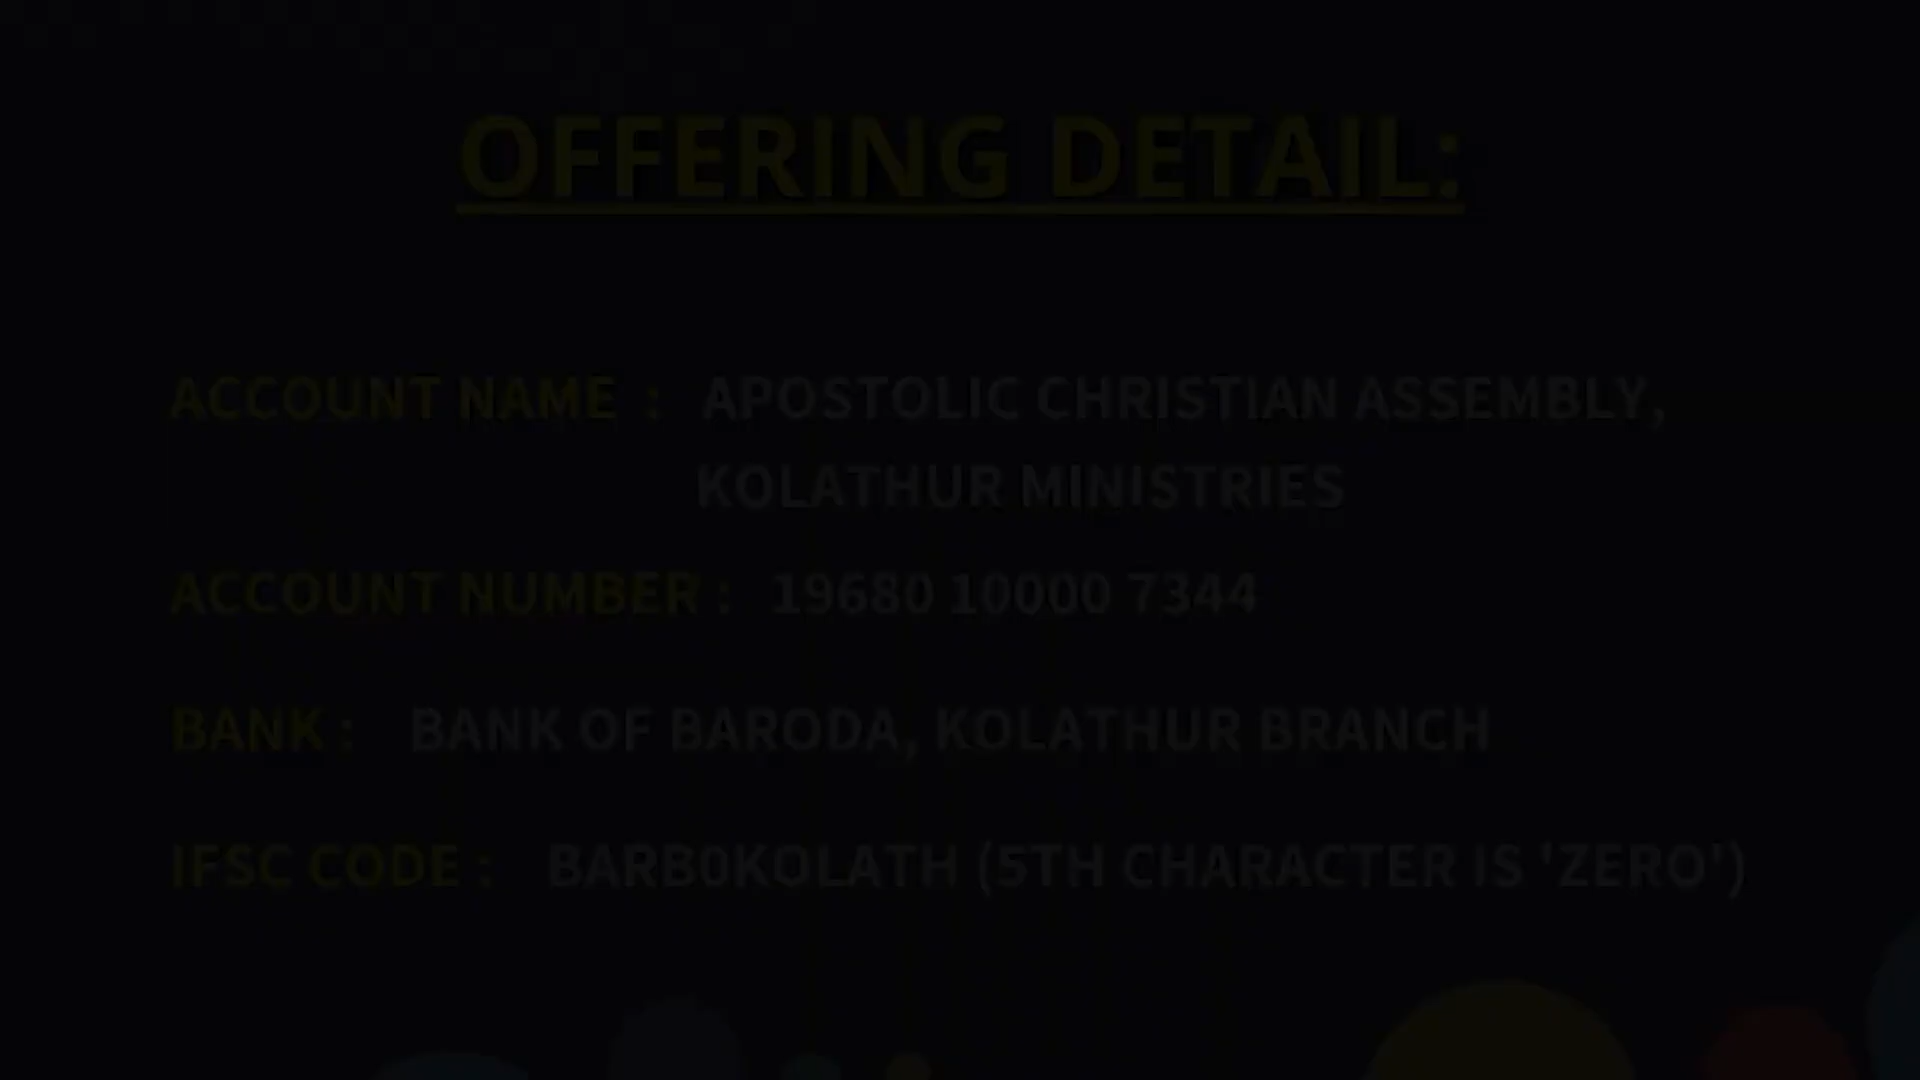 OFFERING DETAIL:
ACCOUNT NAME : APOSTOLIC CHRISTIAN ASSEMBLY,
KOLATHUR MINISTRIES
ACCOUNT NUMBER : 19680 10000 7344
BANK : BANK OF BARODA, KOLATHUR BRANCH
IFSC CODE : BARB0KOLATH (5TH CHARACTER IS 'ZERO')